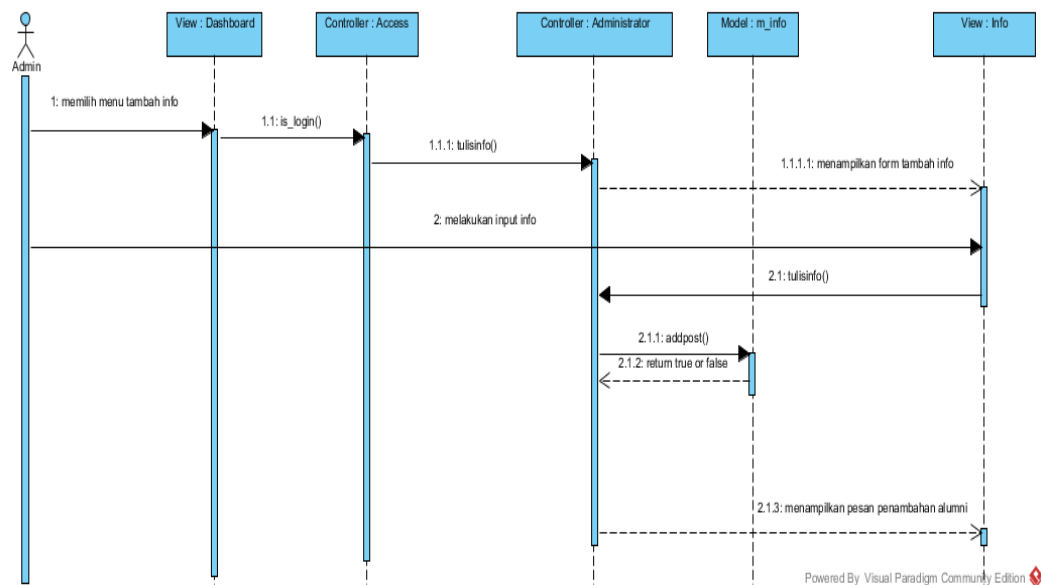 View : Dashboard
Controller : Access
Controller : Administrator
Model : m_info
View : Info
Admin
1: memilih menu tambah info
1.1: is_login()
1.1.1: tulisinfo()
1.1.1.1: menampilkan form tambah info
2: melakukan input info
2.1: tulisinfo()
2.1.1: addpost()
2.1.2: return true or false
2.1.3: menampilkan pesan penambahan alumni
Powered By Visual Paradigm Community Edition